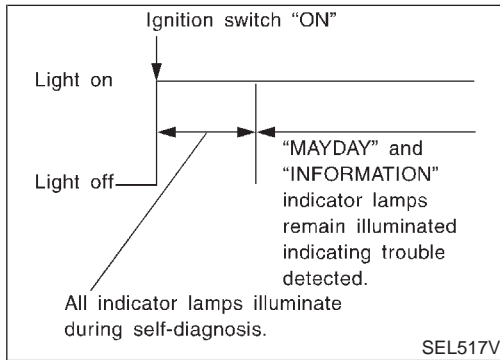 Ignition switch “ON”
Light on
Light off
“MAYDAY” and
“INFORMATION”
indicator lamps
remain illuminated
indicating trouble
detected.
All indicator lamps illuminate
during self-diagnosis.
SEL517V